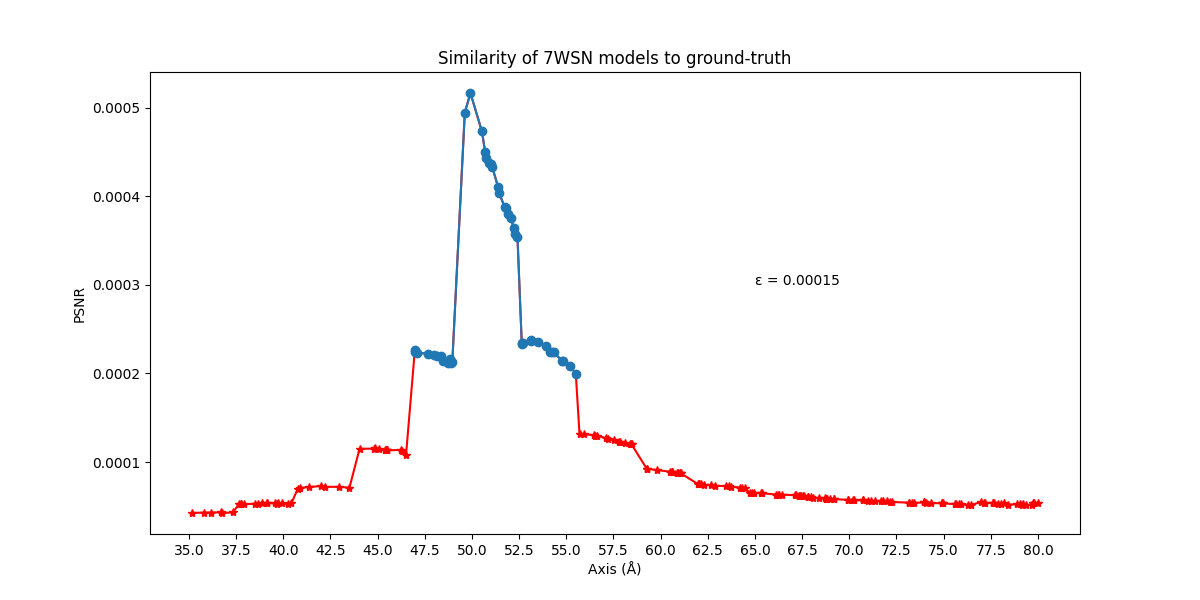 Similarity of 7WSN models to ground-truth
0.0005
0.0004
0.0003
0.0002
0.0001
PSNR
ε = 0.00015
35.0 37.5 40.0 42.5 45.0 47.5 50.0 52.5 55.0 57.5 60.0 62.5 65.0 67.5 70.0 72.5 75.0 77.5 80.0
Axis (Å)